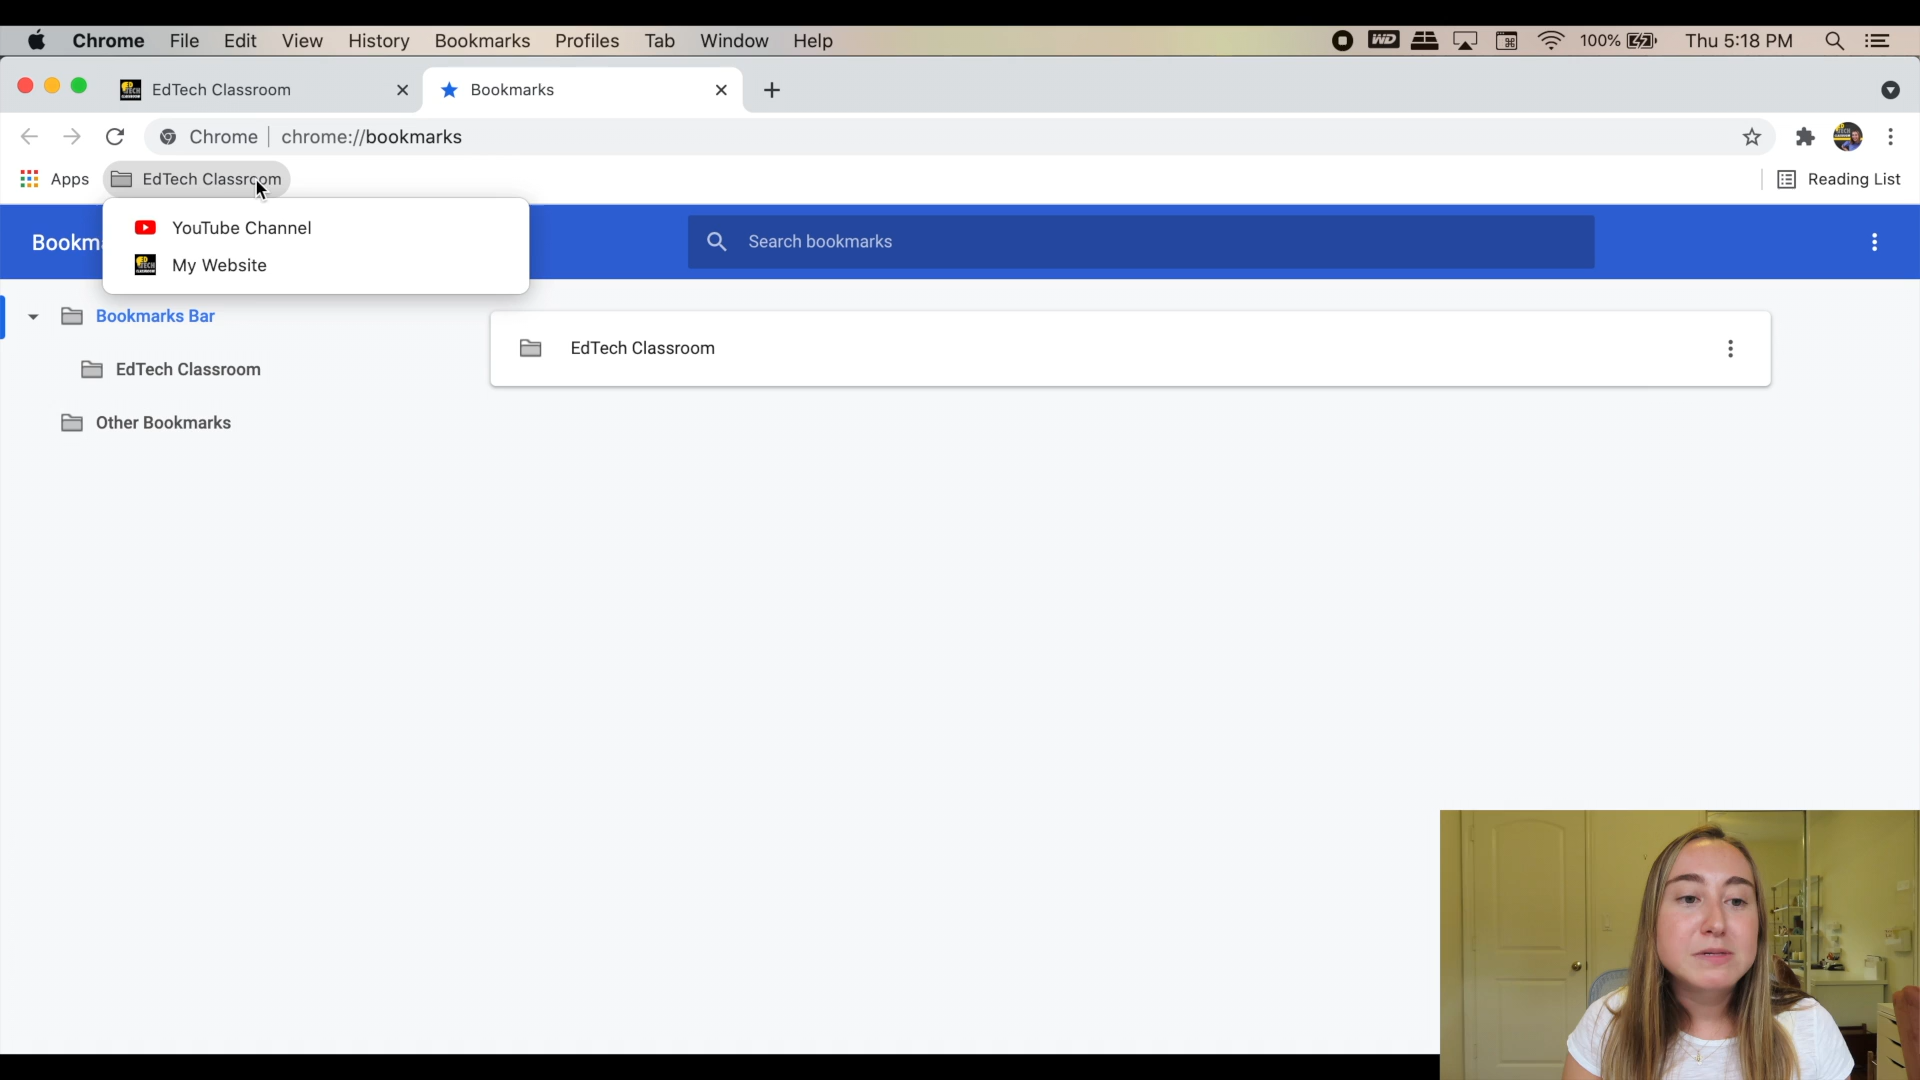 Chrome File Edit View History Bookmarks Profiles Tab Window Help WD 100% Thu 5:18 PM
EdTech Classroom Bookmarks
Chrome chrome://bookmarks
Apps EdTech Classroom Reading List
YouTube Channel
Search bookmarks
My Website
Bookmarks Bar
EdTech Classroom
EdTech Classroom
Other Bookmarks